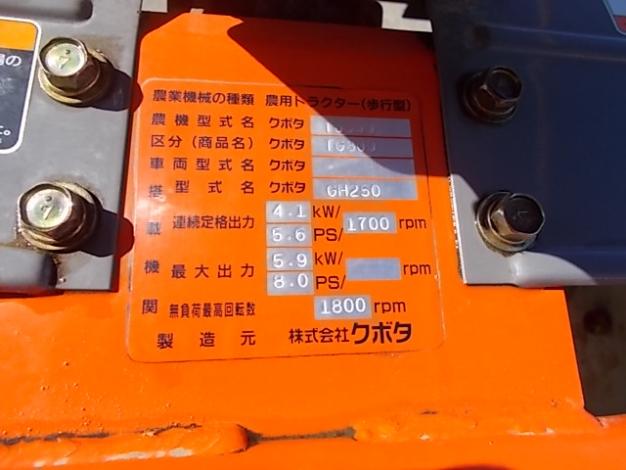 農業機械の種類 農用トラクター(歩行型)
農機型式名 クボタ
区分(商品名) クボタ
車両型式名 クボタ
搭載機関
型式名 クボタ GH250
連続定格出力 4.1 kW/ 5.6 PS/ 1700 rpm
最大出力 5.9 kW/ 8.0 PS/ rpm
無負荷最高回転数 1800 rpm
製造元 株式会社クボタ